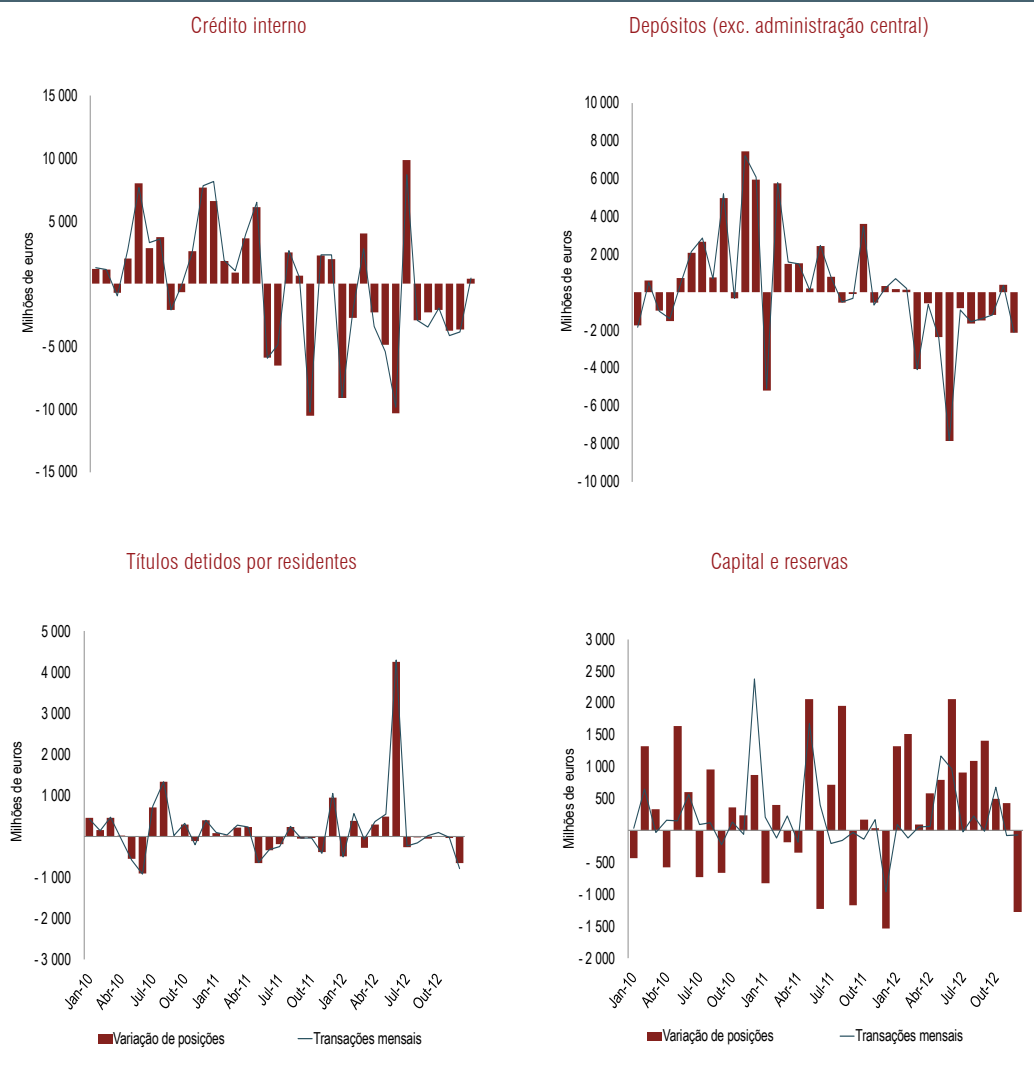 Crédito interno
Depósitos (exc. administração central)
Milhões de euros
15 000
10 000
5 000
- 5 000
- 10 000
- 15 000
Milhões de euros
10 000
8 000
6 000
4 000
2 000
- 2 000
- 4 000
- 6 000
- 8 000
- 10 000
Títulos detidos por residentes
Capital e reservas
Milhões de euros
5 000
4 000
3 000
2 000
1 000
- 1 000
- 2 000
- 3 000
Jan-10 Abr-10 Jul-10 Out-10 Jan-11 Abr-11 Jul-11 Out-11 Jan-12 Abr-12 Jul-12 Out-12
Variação de posições Transações mensais
Milhões de euros
3 000
2 500
2 000
1 500
1 000
500
- 500
- 1 000
- 1 500
- 2 000
Jan-10 Abr-10 Jul-10 Out-10 Jan-11 Abr-11 Jul-11 Out-11 Jan-12 Abr-12 Jul-12 Out-12
Variação de posições Transações mensais